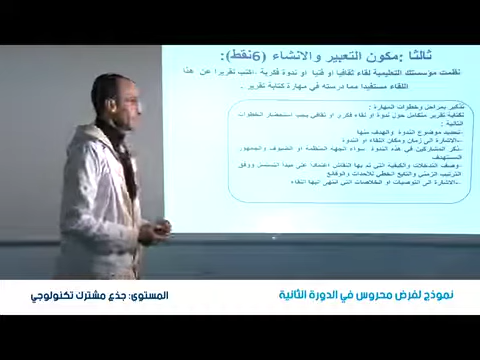 ثالثا :مكون التعبير والانشاء (6نقط):
نظمت مؤسستك التعليمية لقاء ثقافيا او فنيا او ندوة فكرية -اكتب تقريرا عن هذا
اللقاء مستفيدا مما درسته في مهارة كتابة تقرير .
تذكير بمراحل وخطوات المهارة :
لكتابة تقرير متكامل حول ندوة او لقاء فكري او ثقافي يجب استحضار الخطوات
التالية :
-تحديد موضوع الندوة والهدف منها
-الاشارة الى زمان ومكان اللقاء او الندوة
-ذكر المشاركين في هذه الندوة سواء الجهة المنظمة او الضيوف والجمهور
المستهدف
-وصف التدخلات والكيفية التي تم بها النقاش اعتمادا على مبدا التسلسل ووفق
الترتيب الزمني والتتابع الخطي للاحداث والوقائع
-الاشارة الى التوصيات او الخلاصات التي انتهى اليها اللقاء
نموذج لفرض محروس في الدورة الثانية
المستوى: جذع مشترك تكنولوجي